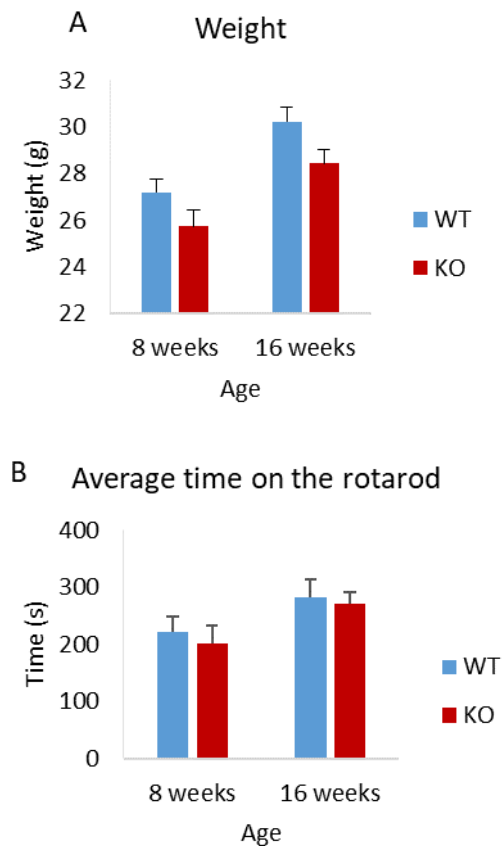 A
Weight
32
30
28
26
24
22
Weight (g)
8 weeks 16 weeks
Age
WT
KO
B
Average time on the rotarod
400
300
200
100
0
Time (s)
8 weeks 16 weeks
Age
WT
KO